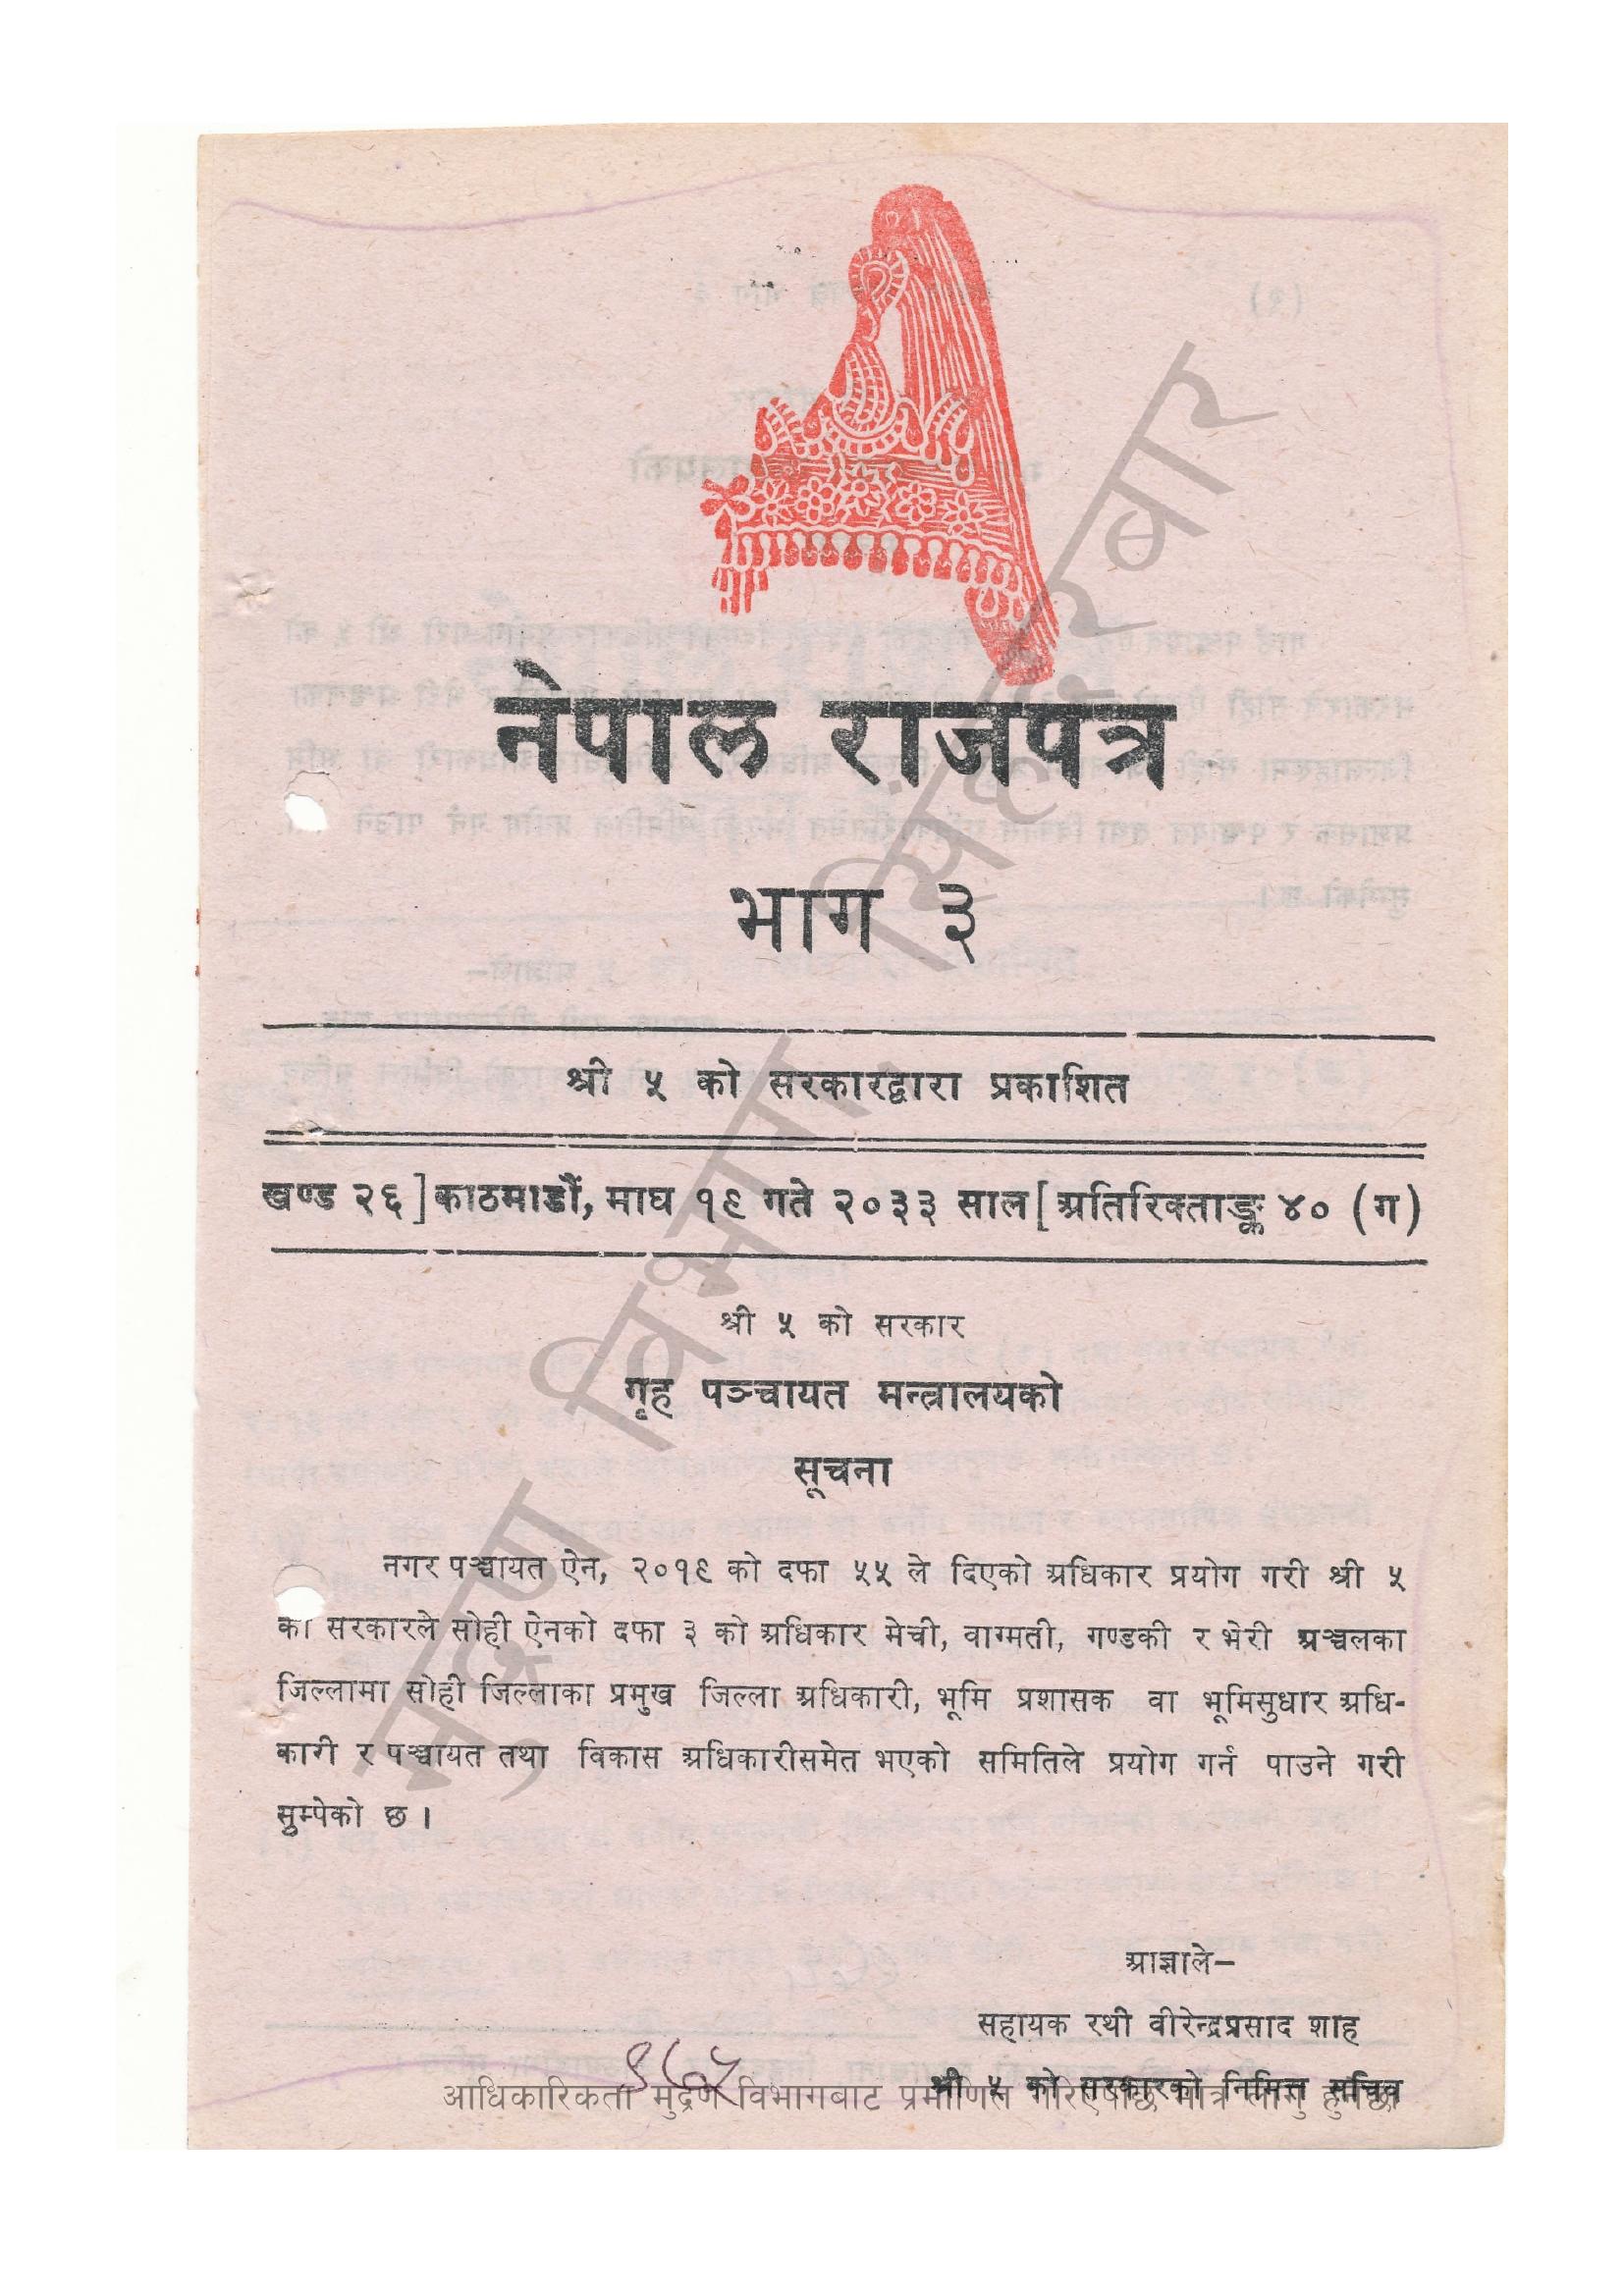 नेपाल राजपत्र
भाग ३
श्री ५ को सरकारद्वारा प्रकाशित
खण्ड २६] काठमाडौं, माघ १९ गते २०३३ साल [अतिरिक्ताङ्क ४० (ग)
श्री ५ को सरकार
गृह पञ्चायत मन्त्रालयको
सूचना
नगर पञ्चायत ऐन, २०१९ को दफा ५५ ले दिएको अधिकार प्रयोग गरी श्री ५
को सरकारले सोही ऐनको दफा ३ को अधिकार मेची, वाग्मती, गण्डकी र भेरी अञ्चलका
जिल्लामा सोही जिल्लाका प्रमुख जिल्ला अधिकारी, भूमि प्रशासक वा भूमिसुधार अधि-
कारी र पञ्चायत तथा विकास अधिकारीसमेत भएको समितिले प्रयोग गर्न पाउने गरी
सुम्पेको छ ।
आज्ञाले–
सहायक रथी वीरेन्द्रप्रसाद शाह
श्री ५ को सरकारको निमित्त सचिव
आधिकारिकता मुद्रण विभागबाट प्रमाणित गरिएपछि मात्र लागु हुनेछ।
मुद्रण विभाग, सिंहदरवार